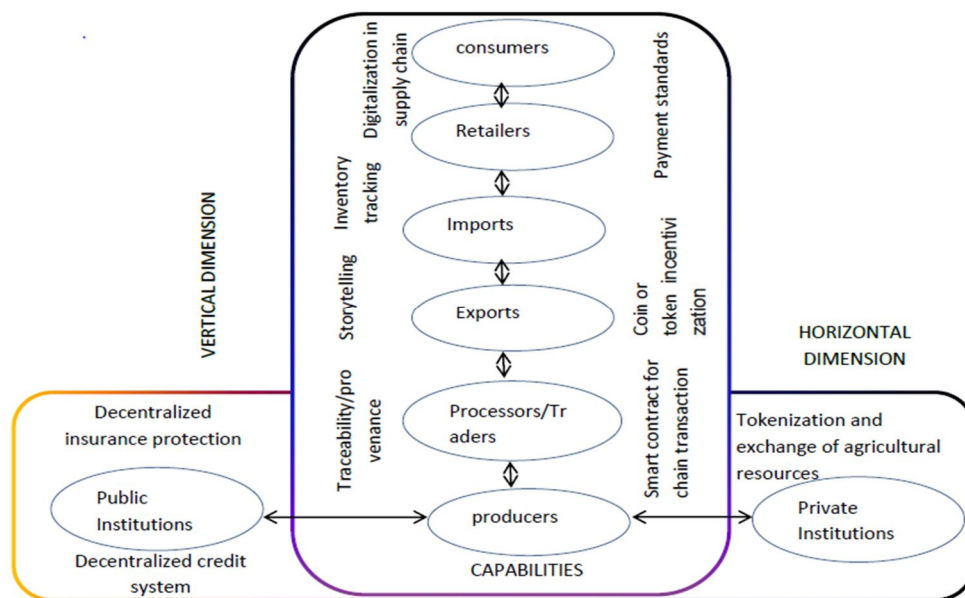 consumers
Digitalization in
supply chain
Payment standards
Retailers
Inventory
tracking
Imports
VERTICAL DIMENSION
Storytelling
Exports
Coin or
token incentivi
zation
HORIZONTAL
DIMENSION
Decentralized
insurance protection
Traceability/pro
venance
Processors/Tr
aders
Smart contract for
chain transaction
Tokenization and
exchange of agricultural
resources
Public
Institutions
producers
Private
Institutions
Decentralized credit
system
CAPABILITIES